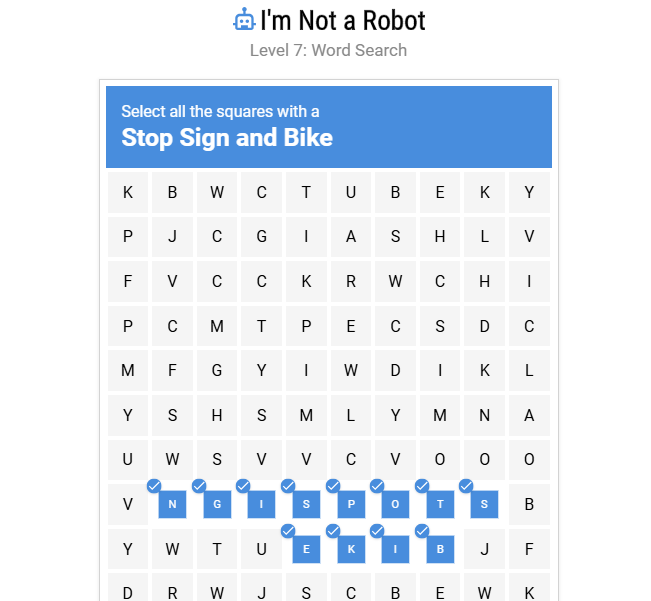 I'm Not a Robot
Level 7: Word Search
Select all the squares with a
Stop Sign and Bike
K B W C T U B E K Y
P J C G I A S H L V
F V C C K R W C H I
P C M T P E C S D C
M F G Y I W D I K L
Y S H S M L Y M N A
U W S V V C V O O O
V N G I S P O T S B
Y W T U E K I B J F
D R W J S C B E W K